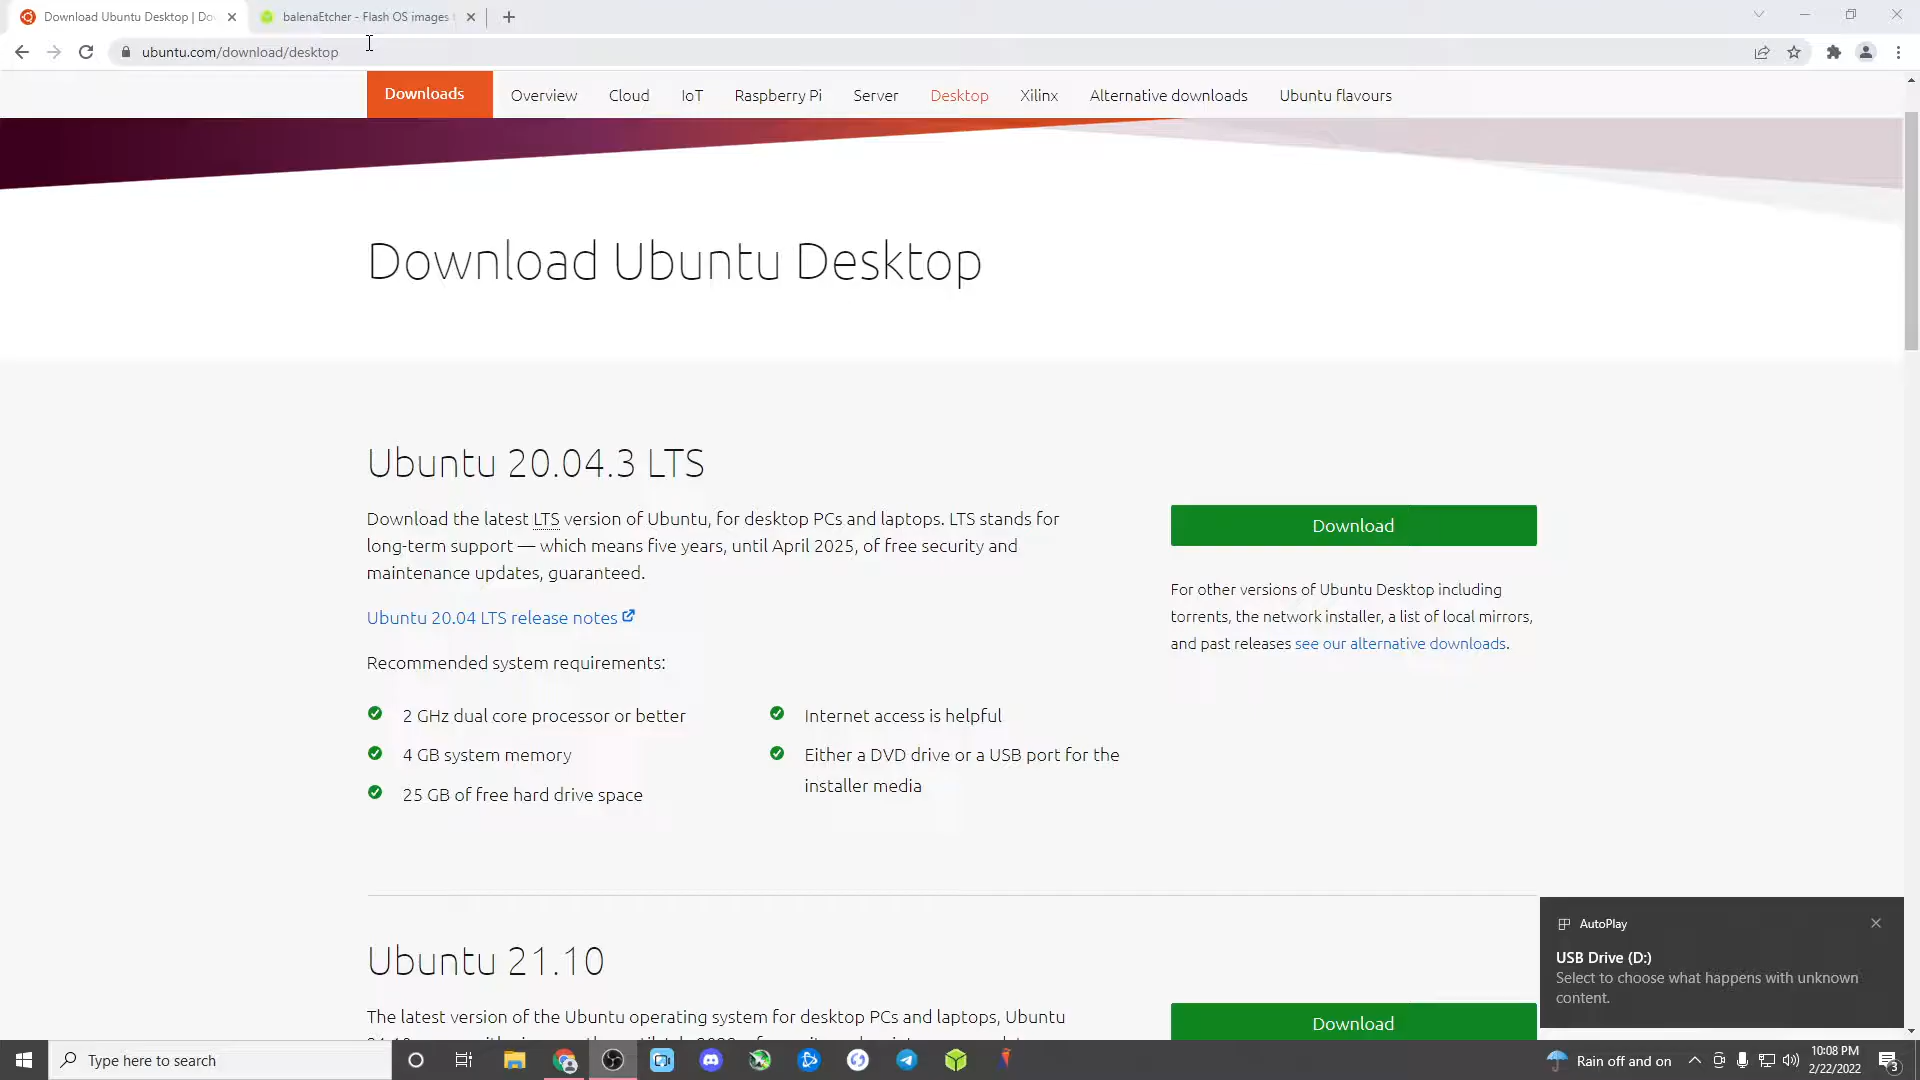 Download Ubuntu Desktop | Do
balenaEtcher - Flash OS images
ubuntu.com/download/desktop
Downloads
Overview
Cloud
IoT
Raspberry Pi
Server
Desktop
Xilinx
Alternative downloads
Ubuntu flavours
Download Ubuntu Desktop
Ubuntu 20.04.3 LTS
Download the latest LTS version of Ubuntu, for desktop PCs and laptops. LTS stands for
long-term support — which means five years, until April 2025, of free security and
maintenance updates, guaranteed.
Ubuntu 20.04 LTS release notes
Recommended system requirements:
2 GHz dual core processor or better
4 GB system memory
25 GB of free hard drive space
Internet access is helpful
Either a DVD drive or a USB port for the
installer media
Download
For other versions of Ubuntu Desktop including
torrents, the network installer, a list of local mirrors,
and past releases see our alternative downloads.
Ubuntu 21.10
The latest version of the Ubuntu operating system for desktop PCs and laptops, Ubuntu
Download
AutoPlay
USB Drive (D:)
Select to choose what happens with unknown
content.
Type here to search
Rain off and on
10:08 PM
2/22/2022
3